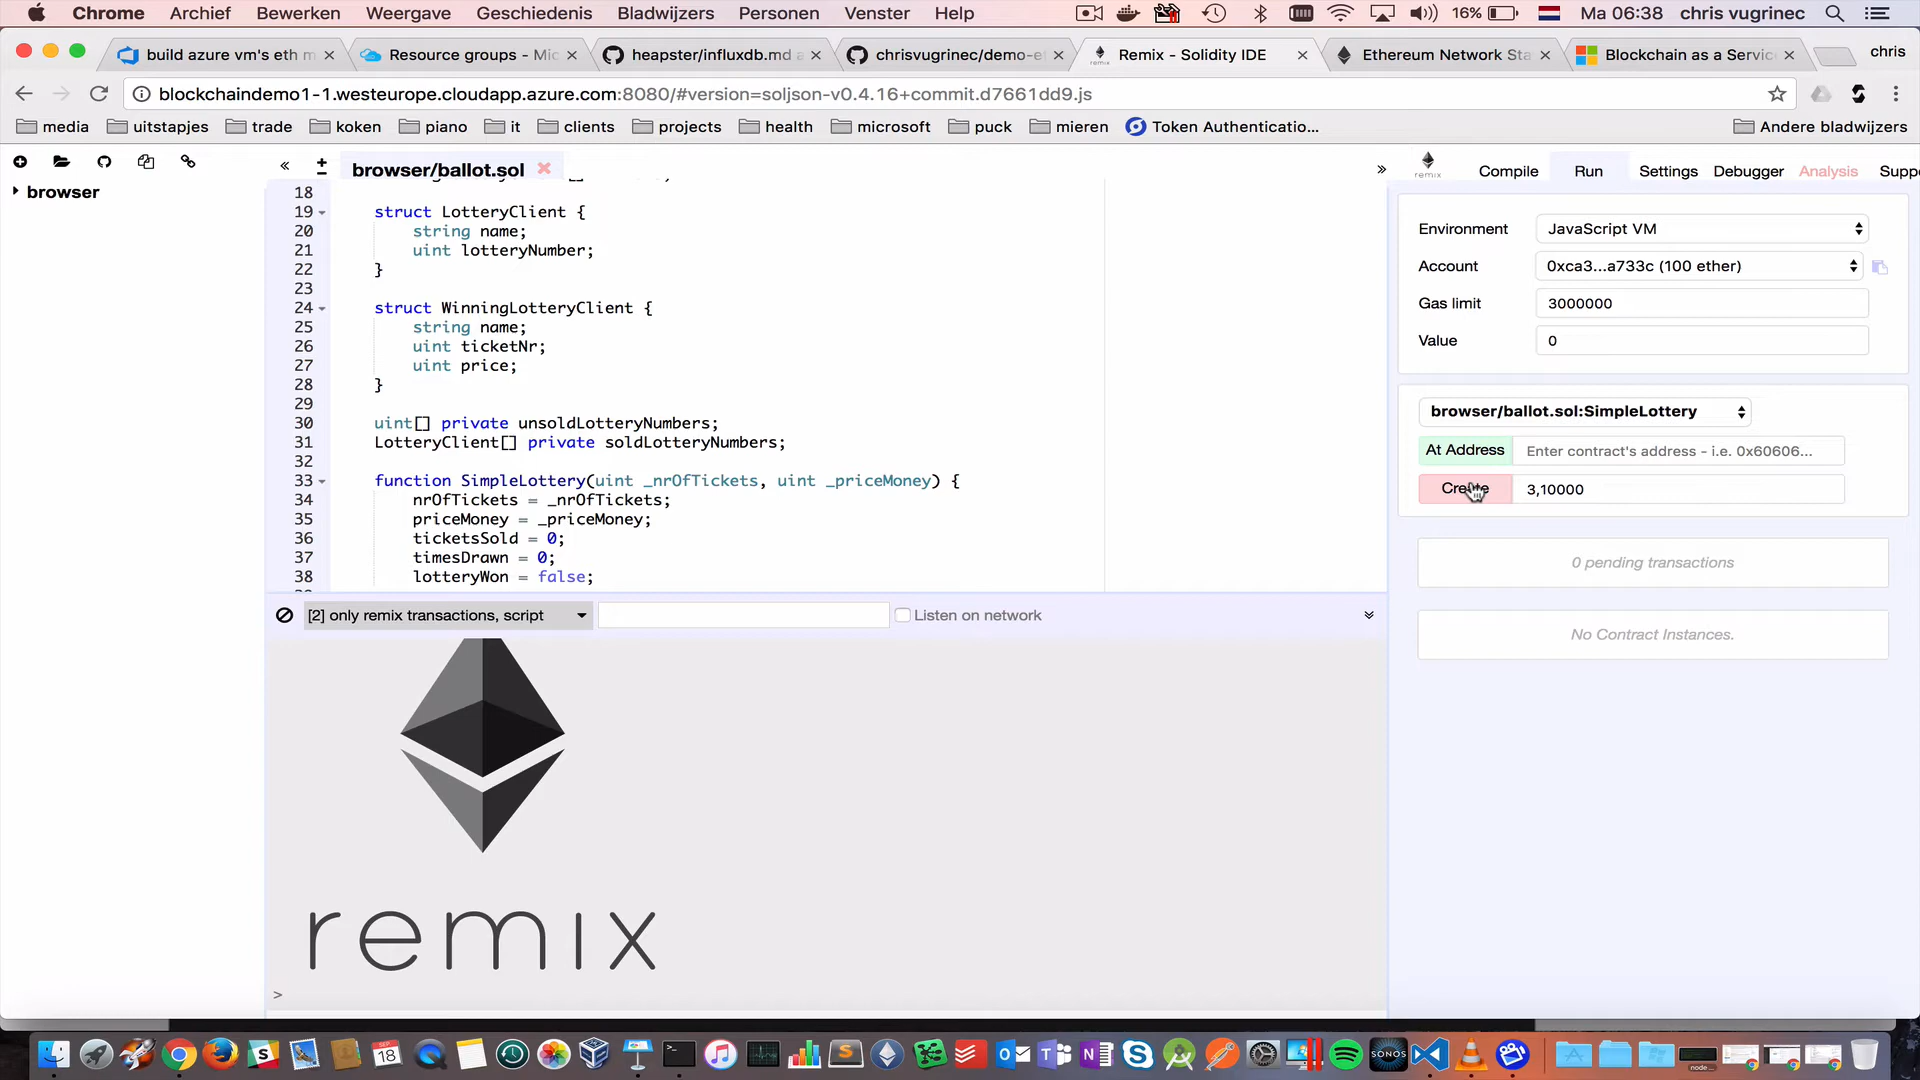 Chrome Archief Bewerken Weergave Geschiedenis Bladwijzers Personen Venster Help 16% Ma 06:38 chris vugrinec
build azure vm's eth m
Resource groups - Mic
heapster/influxdb.md a
chrisvugrinec/demo-et
Remix - Solidity IDE
Ethereum Network Sta
Blockchain as a Servic
chris
blockchaindemo1-1.westeurope.cloudapp.azure.com:8080/#version=soljson-v0.4.16+commit.d7661dd9.js
media uitstapjes trade koken piano it clients projects health microsoft puck mieren Token Authenticatio... Andere bladwijzers
browser
browser/ballot.sol
remix
Compile Run Settings Debugger Analysis Suppo
18
19 struct LotteryClient {
20 string name;
21 uint lotteryNumber;
22 }
23
24 struct WinningLotteryClient {
25 string name;
26 uint ticketNr;
27 uint price;
28 }
29
30 uint[] private unsoldLotteryNumbers;
31 LotteryClient[] private soldLotteryNumbers;
32
33 function SimpleLottery(uint _nrOfTickets, uint _priceMoney) {
34 nrOfTickets = _nrOfTickets;
35 priceMoney = _priceMoney;
36 ticketsSold = 0;
37 timesDrawn = 0;
38 lotteryWon = false;
Environment JavaScript VM
Account 0xca3...a733c (100 ether)
Gas limit 3000000
Value 0
browser/ballot.sol:SimpleLottery
At Address Enter contract's address - i.e. 0x60606...
Create 3,10000
0 pending transactions
No Contract Instances.
[2] only remix transactions, script
Listen on network
remix
>
SEP
18
SONOS